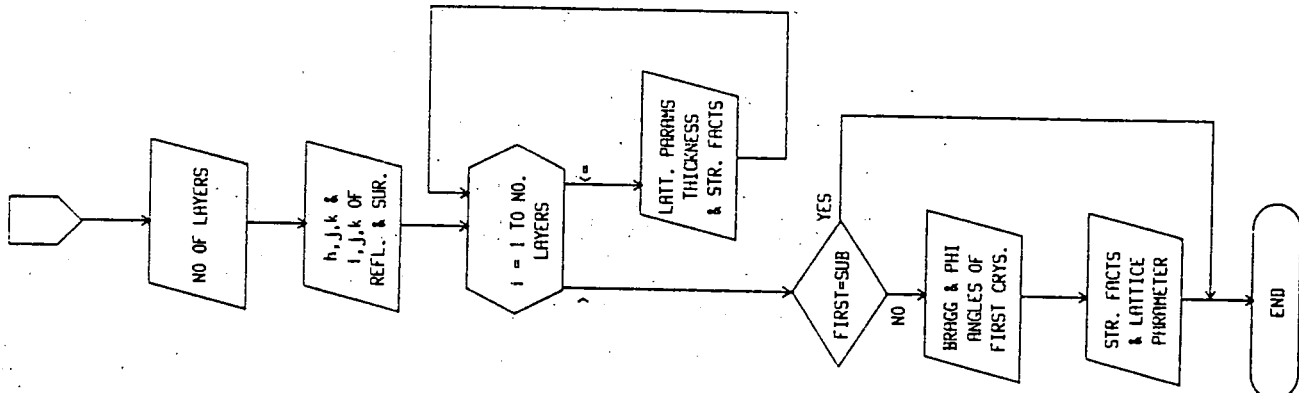 NO OF LAYERS
h,j,k &
i,j,k OF
REFL. & SUR.
i = 1 TO NO.
LAYERS
<=
>
LATT. PARAMS
THICKNESS
& STR. FACTS
FIRST=SUB
YES
NO
BRAGG & PHI
ANGLES OF
FIRST CRYS.
STR. FACTS
& LATTICE
PARAMETER
END